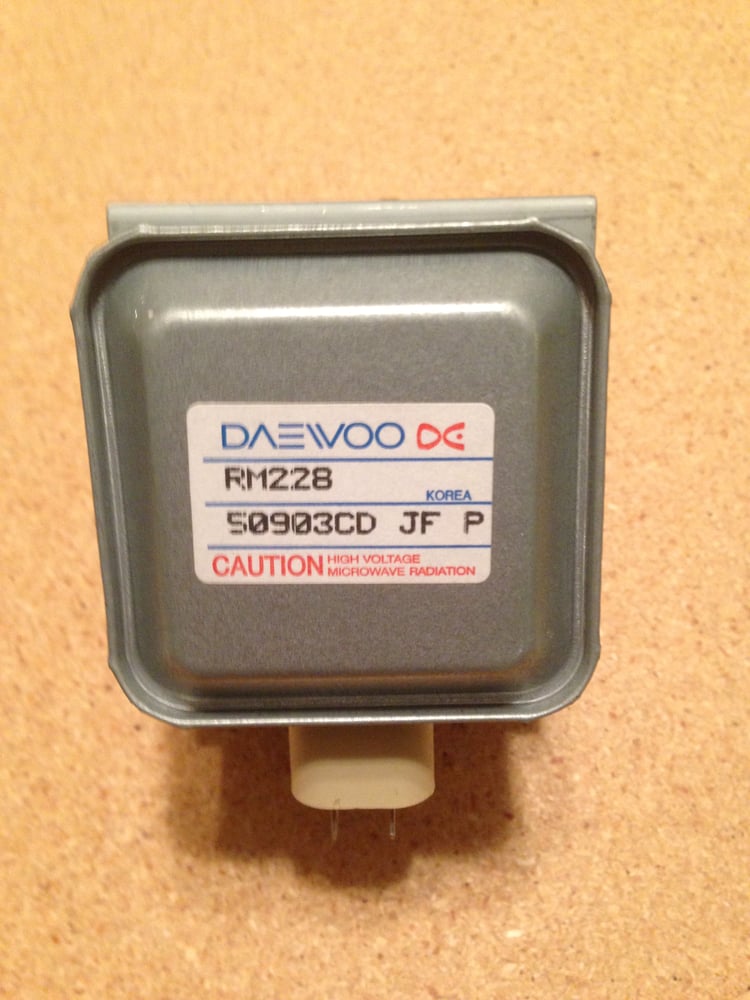 DAEWOO
RM228
KOREA
50903CD JF P
CAUTION HIGH VOLTAGE
MICROWAVE RADIATION